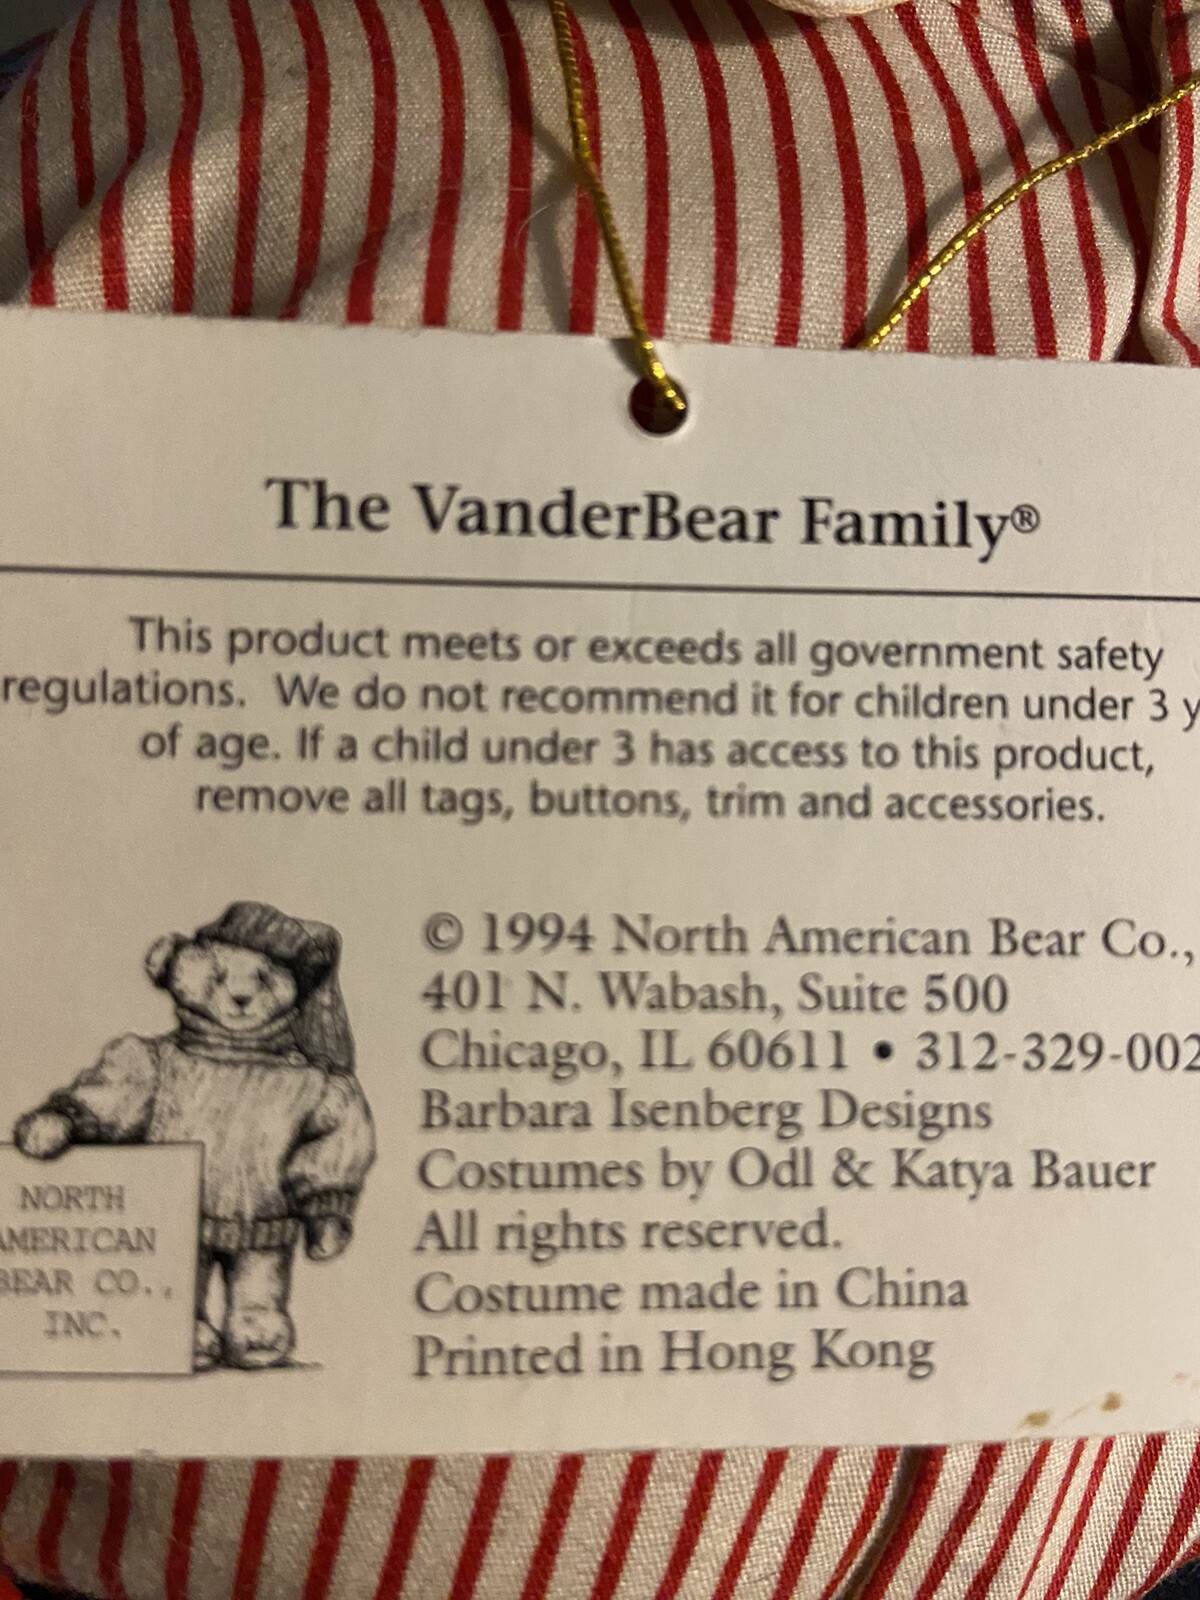 The VanderBear Family®
This product meets or exceeds all government safety
regulations. We do not recommend it for children under 3 y
of age. If a child under 3 has access to this product,
remove all tags, buttons, trim and accessories.
© 1994 North American Bear Co.,
401 N. Wabash, Suite 500
Chicago, IL 60611 • 312-329-002
Barbara Isenberg Designs
Costumes by Odl & Katya Bauer
All rights reserved.
Costume made in China
Printed in Hong Kong
NORTH
AMERICAN
BEAR CO.,
INC.